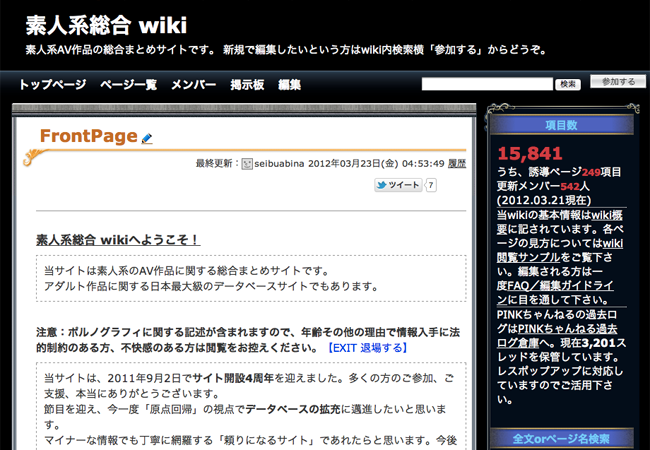 素人系総合 wiki
素人系AV作品の総合まとめサイトです。 新規で編集したいという方はwiki内検索横「参加する」からどうぞ。
トップページ ページ一覧 メンバー 掲示板 編集 検索 参加する
FrontPage
最終更新：seibuabina 2012年03月23日(金) 04:53:49 履歴
ツイート 7
素人系総合 wikiへようこそ！
当サイトは素人系のAV作品に関する総合まとめサイトです。
アダルト作品に関する日本最大級のデータベースサイトでもあります。
注意：ポルノグラフィに関する記述が含まれますので、年齢その他の理由で情報入手に法
的制約のある方、不快感のある方は閲覧をお控えください。【EXIT 退場する】
当サイトは、2011年9月2日でサイト開設4周年を迎えました。多くの方のご参加、ご
支援、本当にありがとうございます。
節目を迎え、今一度「原点回帰」の視点でデータベースの拡充に邁進したいと思いま
す。
マイナーな情報でも丁寧に網羅する「頼りになるサイト」であれたらと思います。今後
項目数
15,841
うち、誘導ページ249項目
更新メンバー542人
(2012.03.21現在)
当wikiの基本情報はwiki概
要に記されています。各ペ
ージの見方についてはwiki
閲覧サンプルをご覧下さ
い。編集される方は一
度FAQ／編集ガイドライ
ンに目を通して下さい。
PINKちゃんねるの過去ロ
グはPINKちゃんねる過去
ログ倉庫へ。現在3,201ス
レッドを保管しています。
レスポップアップに対応し
ていますのでご活用下さ
い。
全文orページ名検索